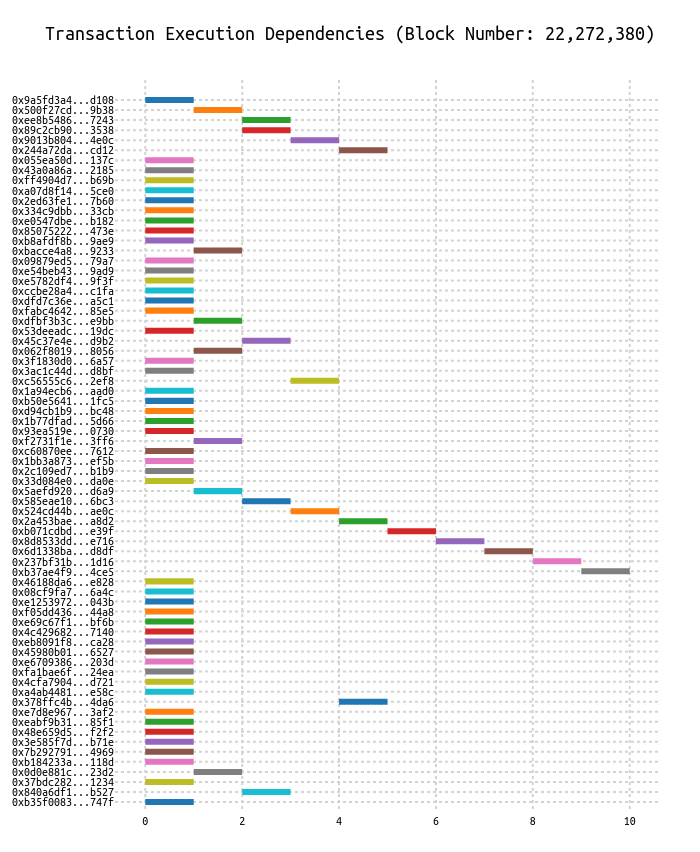 Transaction Execution Dependencies (Block Number: 22,272,380)
0x9a5fd3a4...d108
0x500f27cd...9b38
0xee8b5486...7243
0x89c2cb90...3538
0x9013b804...4e0c
0x244a72da...cd12
0x055ea50d...137c
0x43a0a86a...2185
0xff4904d7...b69b
0xa07d8f14...5ce0
0x2ed63fe1...7b60
0x334c9dbb...33cb
0xe0547dbe...b182
0x85075222...473e
0xb8afdf8b...9ae9
0xbacce4a8...9233
0x09879ed5...79a7
0xe54beb43...9ad9
0xe5782df4...9f3f
0xccbe28a4...c1fa
0xdfd7c36e...a5c1
0xfabc4642...85e5
0xdfbf3b3c...e9bb
0x53deeadc...19dc
0x45c37e4e...d9b2
0x062f8019...8056
0x3f1830d0...6a57
0x3ac1c44d...d8bf
0xc56555c6...2ef8
0x1a94ecb6...aad0
0xb50e5641...1fc5
0xd94cb1b9...bc48
0x1b77dfad...5d66
0x93ea519e...0730
0xf2731f1e...3ff6
0xc60870ee...7612
0x1bb3a873...ef5b
0x2c109ed7...b1b9
0x33d084e0...da0e
0x5aefd920...d6a9
0x585eae10...6bc3
0x524cd44b...ae0c
0x2a453bae...a8d2
0xb071cdbd...e39f
0x8d8533dd...e716
0x6d1338ba...d8df
0x237bf31b...1d16
0xb37ae4f9...4ce5
0x46188da6...e828
0x08cf9fa7...6a4c
0xe1253972...043b
0xf05dd436...44a8
0xe69c67f1...bf6b
0x4c429682...7140
0xeb8091f8...ca28
0x45980b01...6527
0xe6709386...203d
0xfa1bae6f...24ea
0x4cfa7904...d721
0xa4ab4481...e58c
0x378ffc4b...4da6
0xe7d8e967...3af2
0xeabf9b31...85f1
0x48e659d5...f2f2
0x3e585f7d...b71e
0x7b292791...4969
0xb184233a...118d
0x0d0e881c...23d2
0x37bdc282...1234
0x840a6df1...b527
0xb35f0083...747f
0 2 4 6 8 10